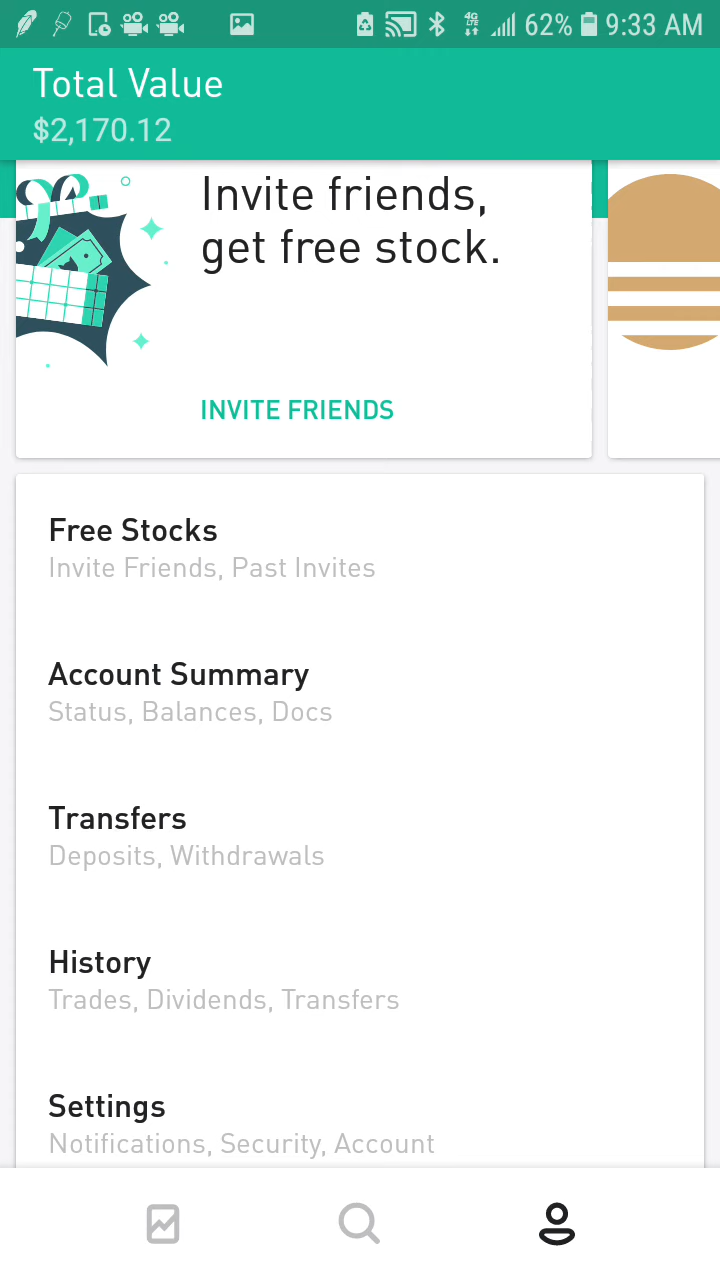 4G LTE 62% 9:33 AM
Total Value
$2,170.12
Invite friends,
get free stock.
INVITE FRIENDS
Free Stocks
Invite Friends, Past Invites
Account Summary
Status, Balances, Docs
Transfers
Deposits, Withdrawals
History
Trades, Dividends, Transfers
Settings
Notifications, Security, Account